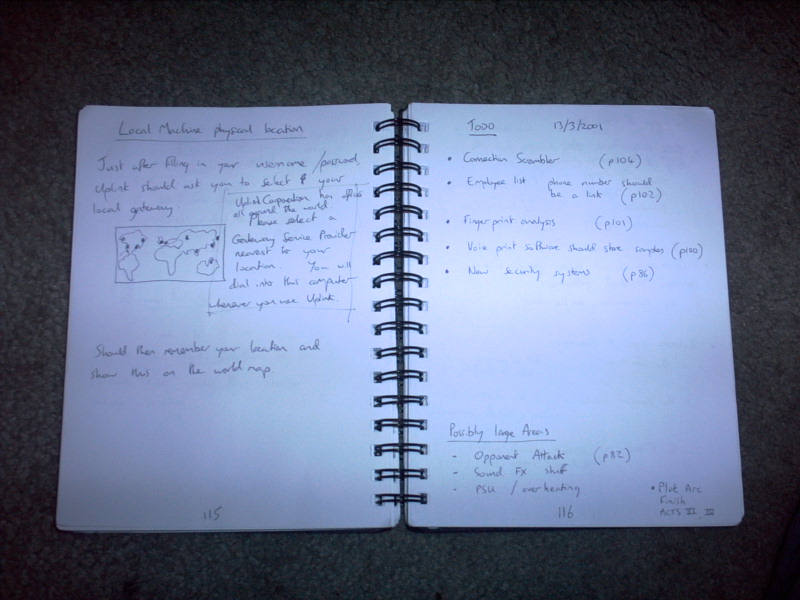 Local Machine physical location
Just after filling in your username/password,
Uplink should ask you to select your
local gateway.
Uplink Corporation has offices
all around the world
Please select a
Gateway Service Provider
nearest to your
location. You will
dial into this computer
whenever you use Uplink.
Should then remember your location and
show this on the world map.
115
TODO 13/3/2001
• Connection Scrambler (p104)
• Employee list phone number should
be a link (p102)
• Finger print analysis (p101)
• Voice print software should store samples (p100)
• New security systems (p86)
Possibly large Areas
- Opponent Attack (p82)
- Sound FX stuff
- PSU / overheating
• Plot Arc
Finish
ACTS III, IV
116